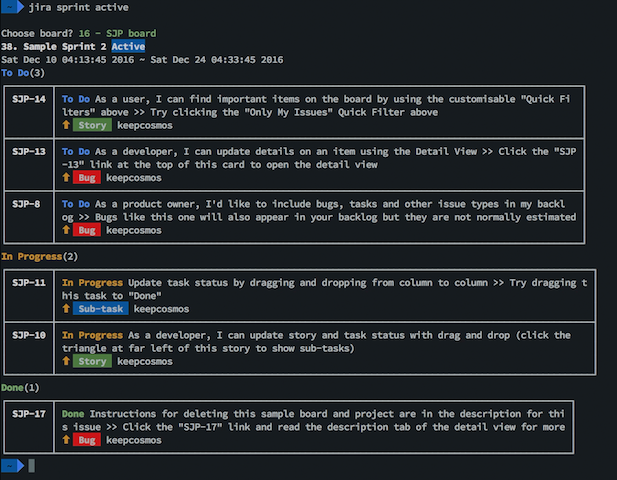 ~ jira sprint active
Choose board? 16 - SJP board
38. Sample Sprint 2 Active
Sat Dec 10 04:13:45 2016 ~ Sat Dec 24 04:33:45 2016
To Do(3)
SJP-14 To Do As a user, I can find important items on the board by using the customisable "Quick Fi
lters" above >> Try clicking the "Only My Issues" Quick Filter above
⬆ Story keepcosmos
SJP-13 To Do As a developer, I can update details on an item using the Detail View >> Click the "SJP
-13" link at the top of this card to open the detail view
⬆ Bug keepcosmos
SJP-8 To Do As a product owner, I'd like to include bugs, tasks and other issue types in my backl
og >> Bugs like this one will also appear in your backlog but they are not normally estimated
⬆ Bug keepcosmos
In Progress(2)
SJP-11 In Progress Update task status by dragging and dropping from column to column >> Try dragging t
his task to "Done"
⬆ Sub-task keepcosmos
SJP-10 In Progress As a developer, I can update story and task status with drag and drop (click the
triangle at far left of this story to show sub-tasks)
⬆ Story keepcosmos
Done(1)
SJP-17 Done Instructions for deleting this sample board and project are in the description for thi
s issue >> Click the "SJP-17" link and read the description tab of the detail view for more
⬆ Bug keepcosmos
~